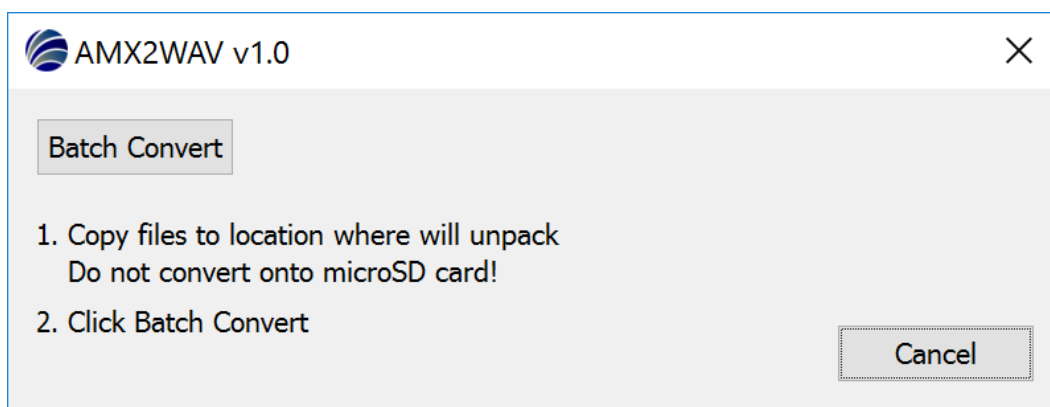 AMX2WAV v1.0
Batch Convert
1. Copy files to location where will unpack
Do not convert onto microSD card!
2. Click Batch Convert
Cancel